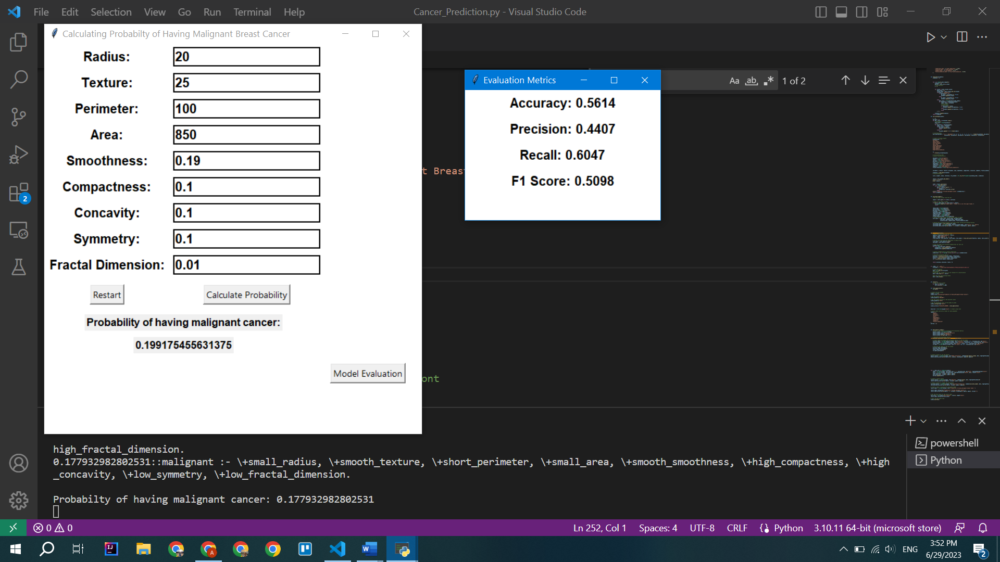 File Edit Selection View Go Run Terminal Help
Cancer_Prediction.py - Visual Studio Code
Calculating Probabilty of Having Malignant Breast Cancer
Radius: 20
Texture: 25
Perimeter: 100
Area: 850
Smoothness: 0.19
Compactness: 0.1
Concavity: 0.1
Symmetry: 0.1
Fractal Dimension: 0.01
Restart
Calculate Probability
Probability of having malignant cancer:
0.199175455631375
Model Evaluation
Evaluation Metrics
Accuracy: 0.5614
Precision: 0.4407
Recall: 0.6047
F1 Score: 0.5098
Aa ab 1 of 2
t Breast
ont
high_fractal_dimension.
0.177932982802531::malignant :- \+small_radius, \+smooth_texture, \+short_perimeter, \+small_area, \+smooth_smoothness, \+high_compactness, \+high
_concavity, \+low_symmetry, \+low_fractal_dimension.
Probabilty of having malignant cancer: 0.177932982802531
powershell
Python
2
0 0
Ln 252, Col 1 Spaces: 4 UTF-8 CRLF Python 3.10.11 64-bit (microsoft store)
ENG
3:52 PM
6/29/2023
2